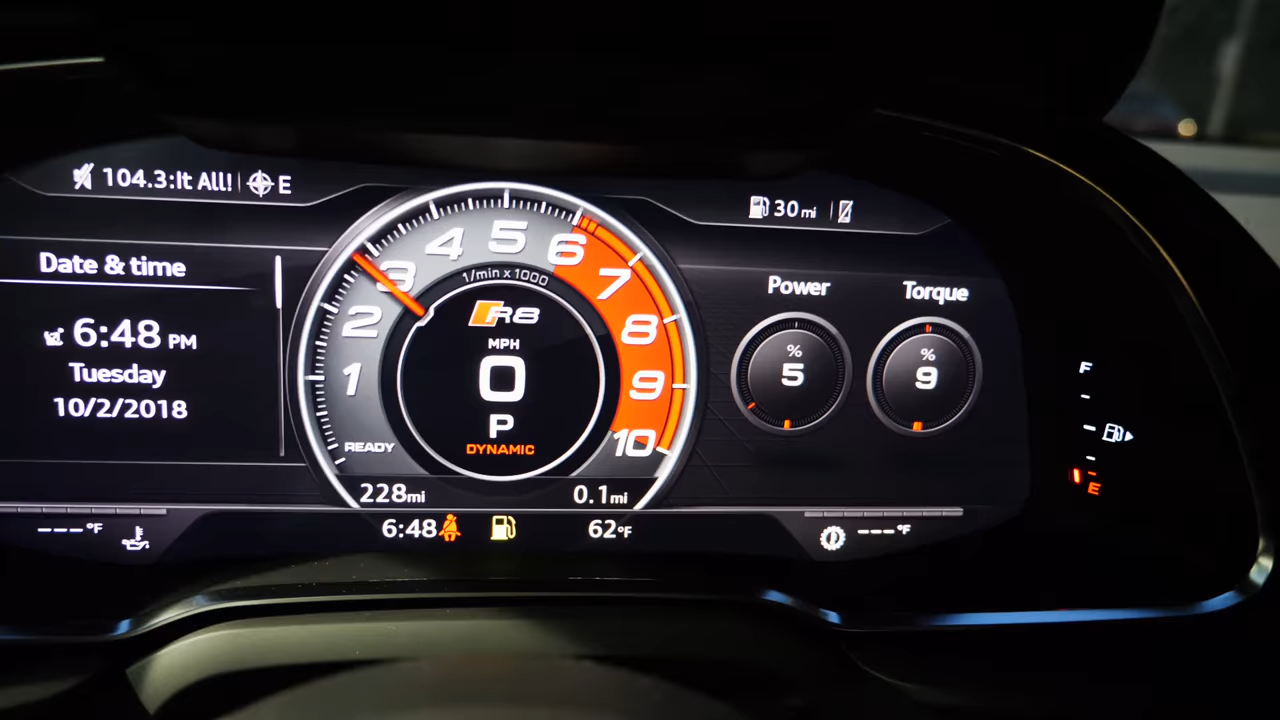 104.3:It All! E
30 mi
Date & time
6:48 PM
Tuesday
10/2/2018
1 2 3 4 5 6 7 8 9 10
1/min x 1000
R8
MPH
0
P
DYNAMIC
READY
228mi
0.1mi
Power
%
5
Torque
%
9
F
E
---°F
6:48
62°F
---°F